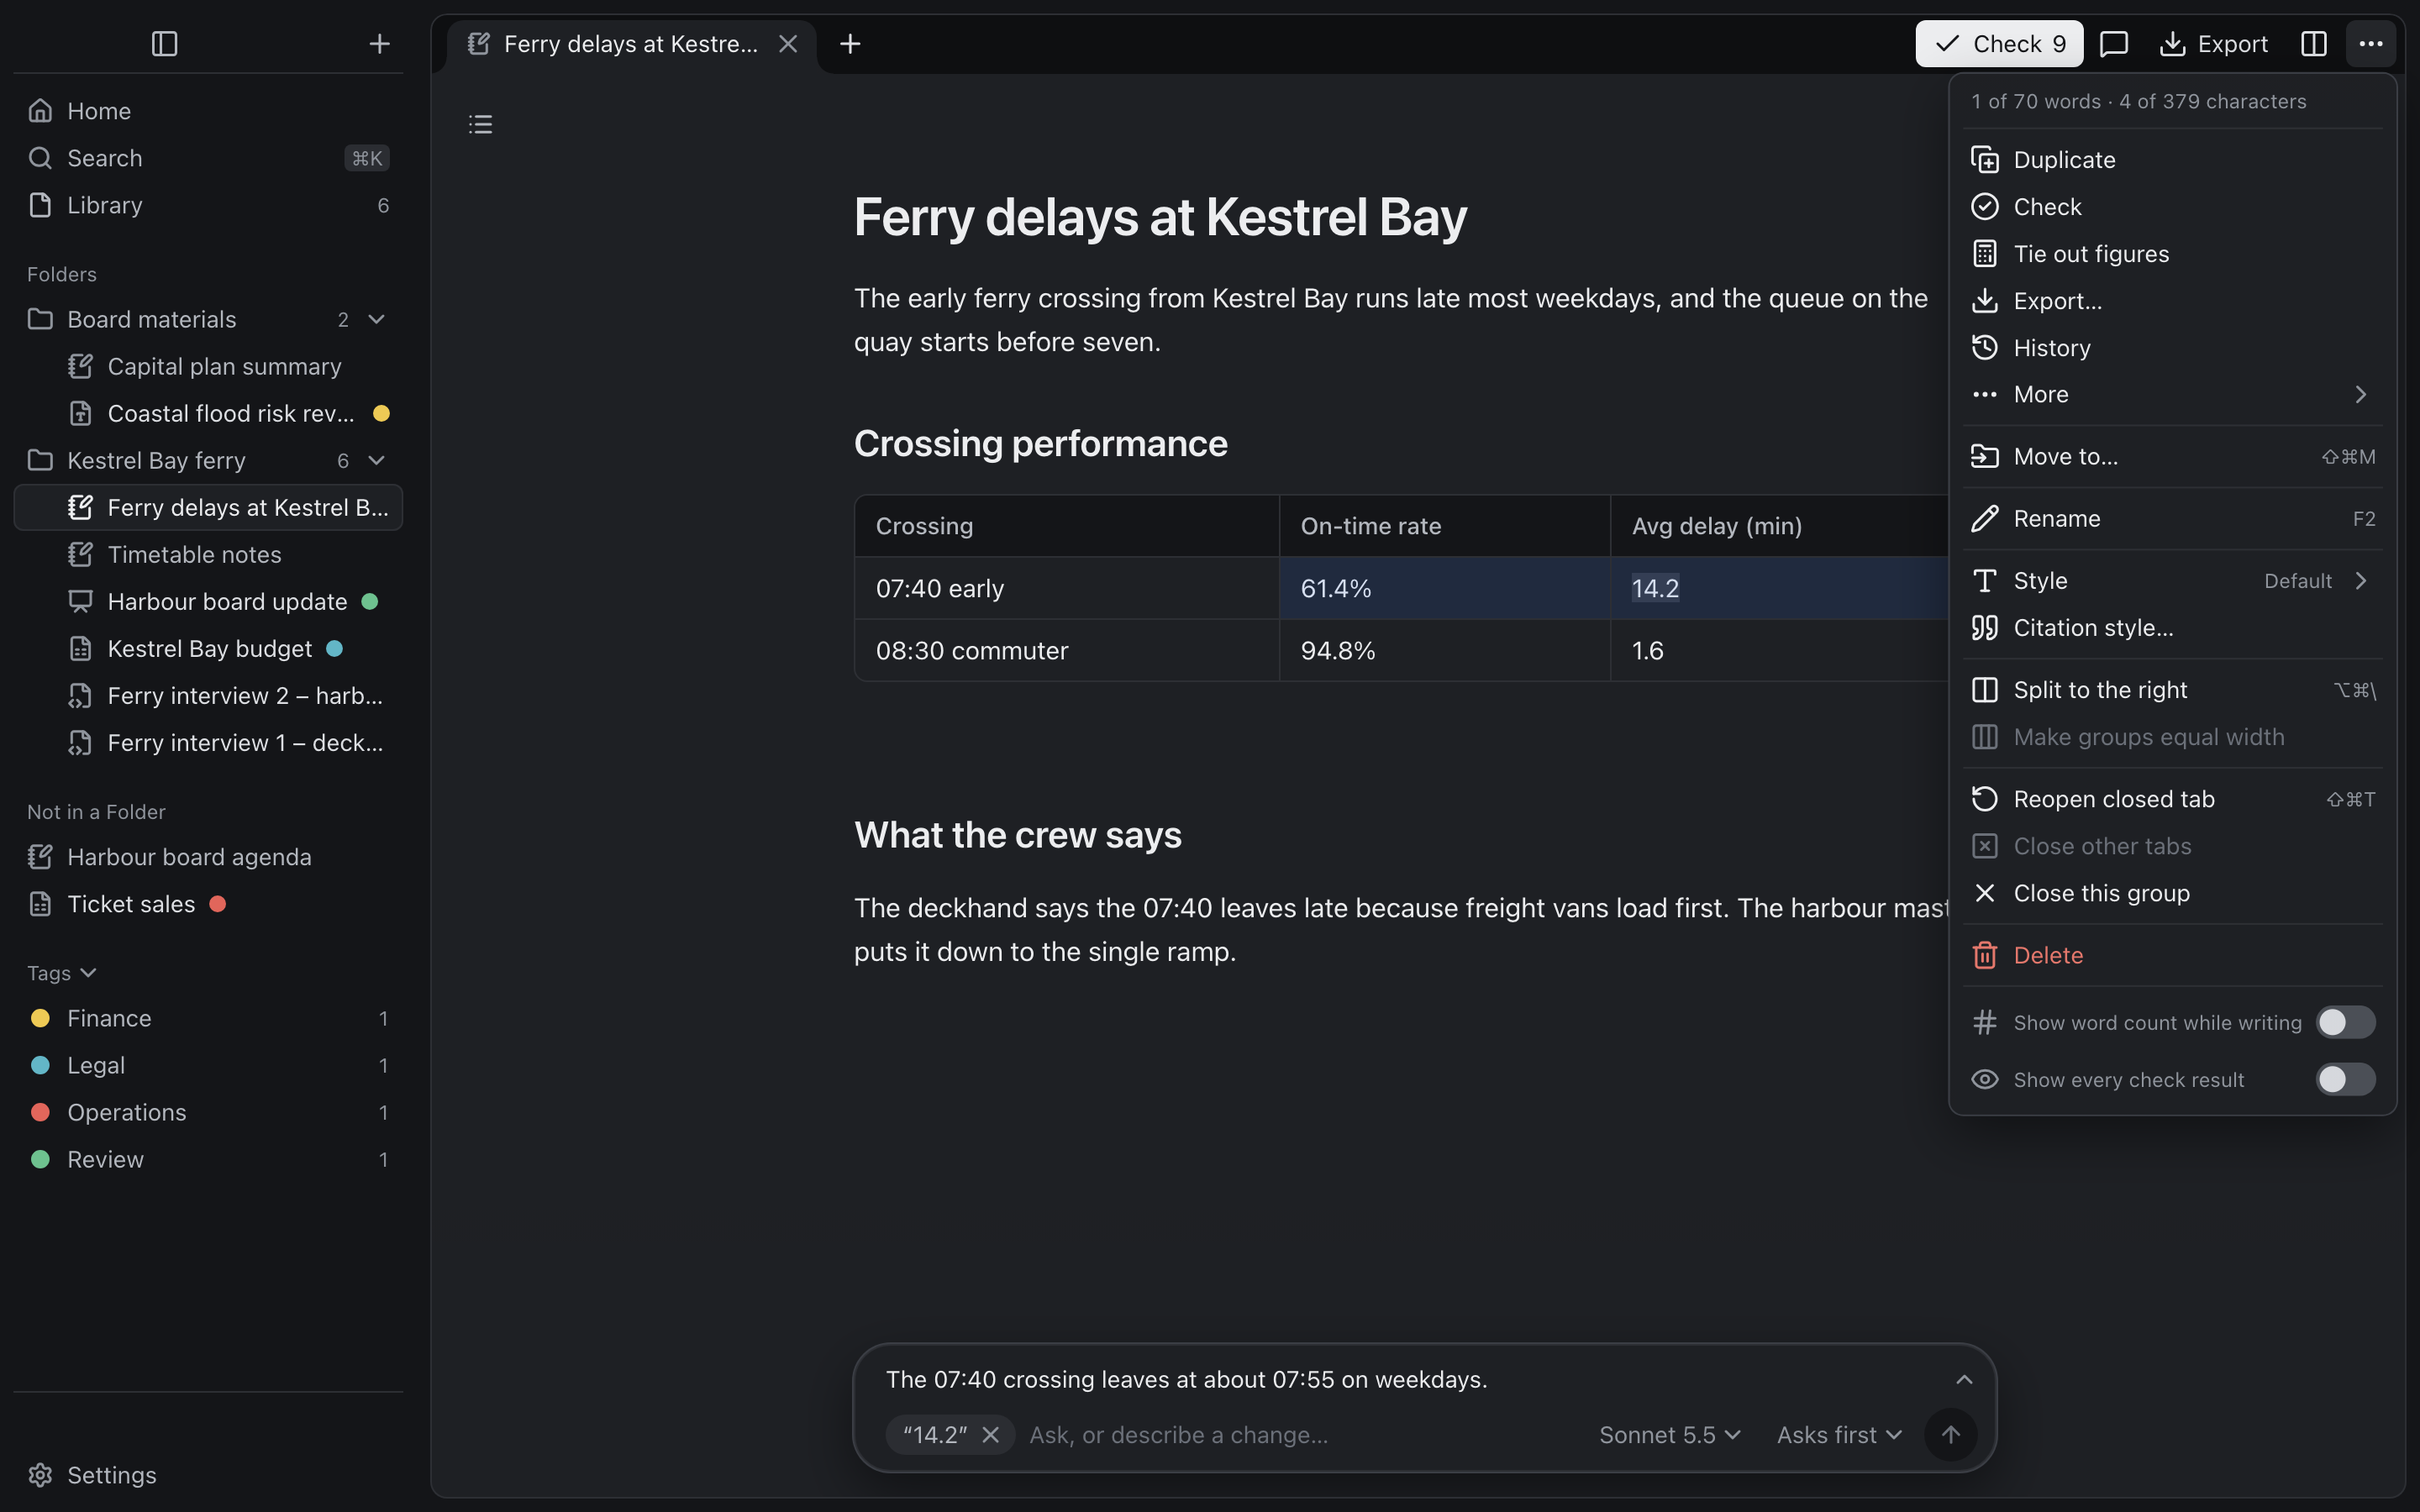 Home
Search ⌘K
Library 6
Folders
Board materials 2
Capital plan summary
Coastal flood risk rev...
Kestrel Bay ferry 6
Ferry delays at Kestrel B...
Timetable notes
Harbour board update
Kestrel Bay budget
Ferry interview 2 – harb...
Ferry interview 1 – deck...
Not in a Folder
Harbour board agenda
Ticket sales
Tags
Finance 1
Legal 1
Operations 1
Review 1
Settings
Ferry delays at Kestre...
Check 9
Export
Ferry delays at Kestrel Bay
The early ferry crossing from Kestrel Bay runs late most weekdays, and the queue on the
quay starts before seven.
Crossing performance
Crossing On-time rate Avg delay (min)
07:40 early 61.4% 14.2
08:30 commuter 94.8% 1.6
What the crew says
The deckhand says the 07:40 leaves late because freight vans load first. The harbour mast
puts it down to the single ramp.
The 07:40 crossing leaves at about 07:55 on weekdays.
“14.2” Ask, or describe a change... Sonnet 5.5 Asks first
1 of 70 words · 4 of 379 characters
Duplicate
Check
Tie out figures
Export...
History
More
Move to... ⇧⌘M
Rename F2
Style Default
Citation style...
Split to the right ⌥⌘\
Make groups equal width
Reopen closed tab ⇧⌘T
Close other tabs
Close this group
Delete
Show word count while writing
Show every check result